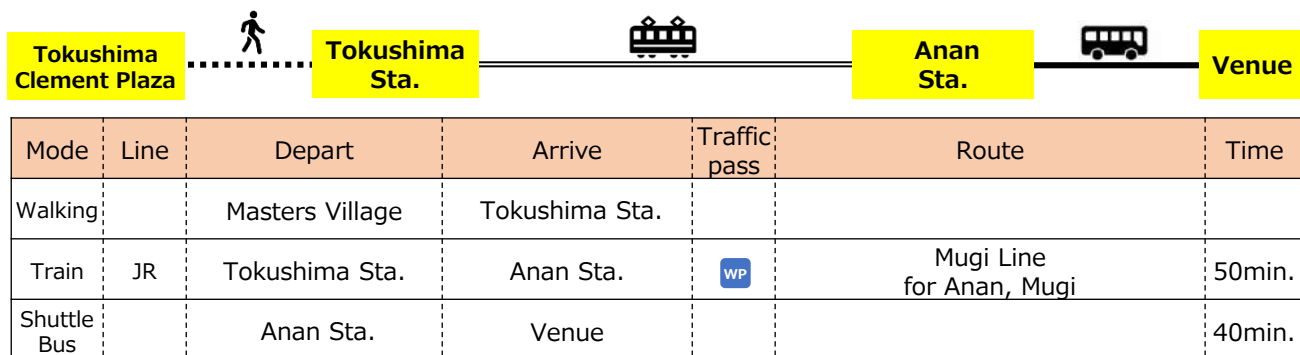 Tokushima
Clement Plaza
Tokushima
Sta.
Anan
Sta.
Venue
Mode Line Depart Arrive Traffic pass Route Time
Walking Masters Village Tokushima Sta.
Train JR Tokushima Sta. Anan Sta. WP Mugi Line
for Anan, Mugi 50min.
Shuttle
Bus Anan Sta. Venue 40min.